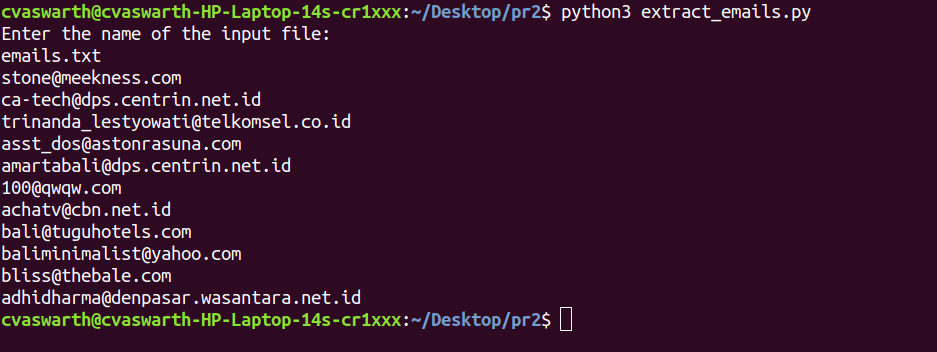 cvaswarth@cvaswarth-HP-Laptop-14s-cr1xxx:~/Desktop/pr2$ python3 extract_emails.py
Enter the name of the input file:
emails.txt
stone@meekness.com
ca-tech@dps.centrin.net.id
trinanda_lestyowati@telkomsel.co.id
asst_dos@astonrasuna.com
amartabali@dps.centrin.net.id
100@qwqw.com
achatv@cbn.net.id
bali@tuguhotels.com
baliminimalist@yahoo.com
bliss@thebale.com
adhidharma@denpasar.wasantara.net.id
cvaswarth@cvaswarth-HP-Laptop-14s-cr1xxx:~/Desktop/pr2$